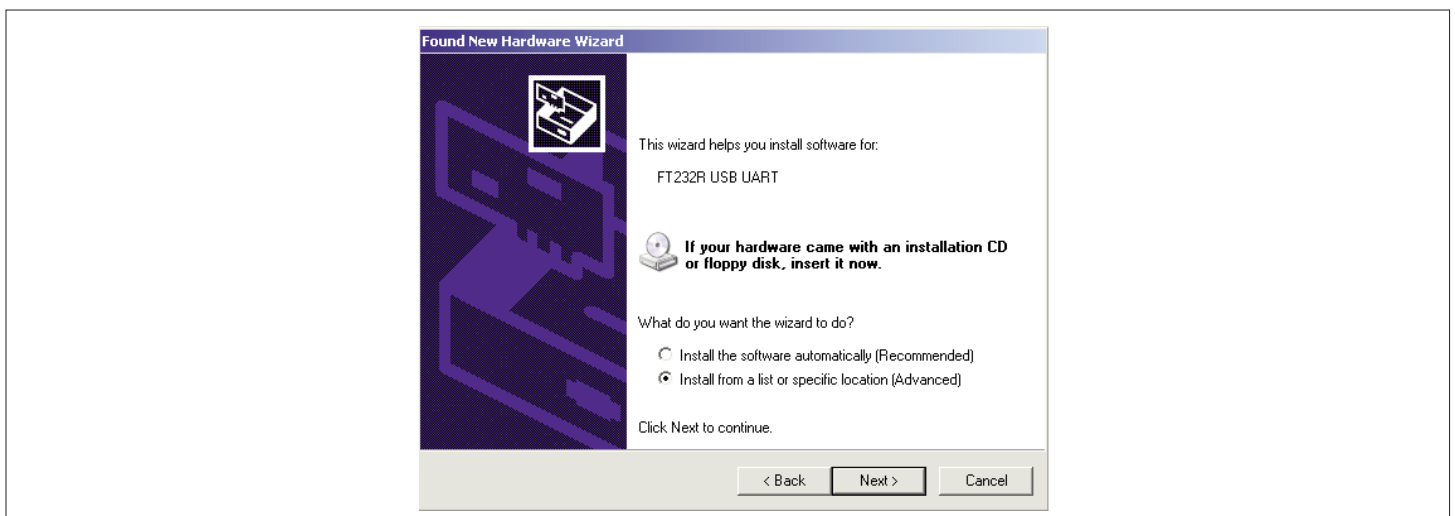 Found New Hardware Wizard
This wizard helps you install software for:
FT232R USB UART
If your hardware came with an installation CD
or floppy disk, insert it now.
What do you want the wizard to do?
Install the software automatically (Recommended)
Install from a list or specific location (Advanced)
Click Next to continue.
< Back
Next >
Cancel